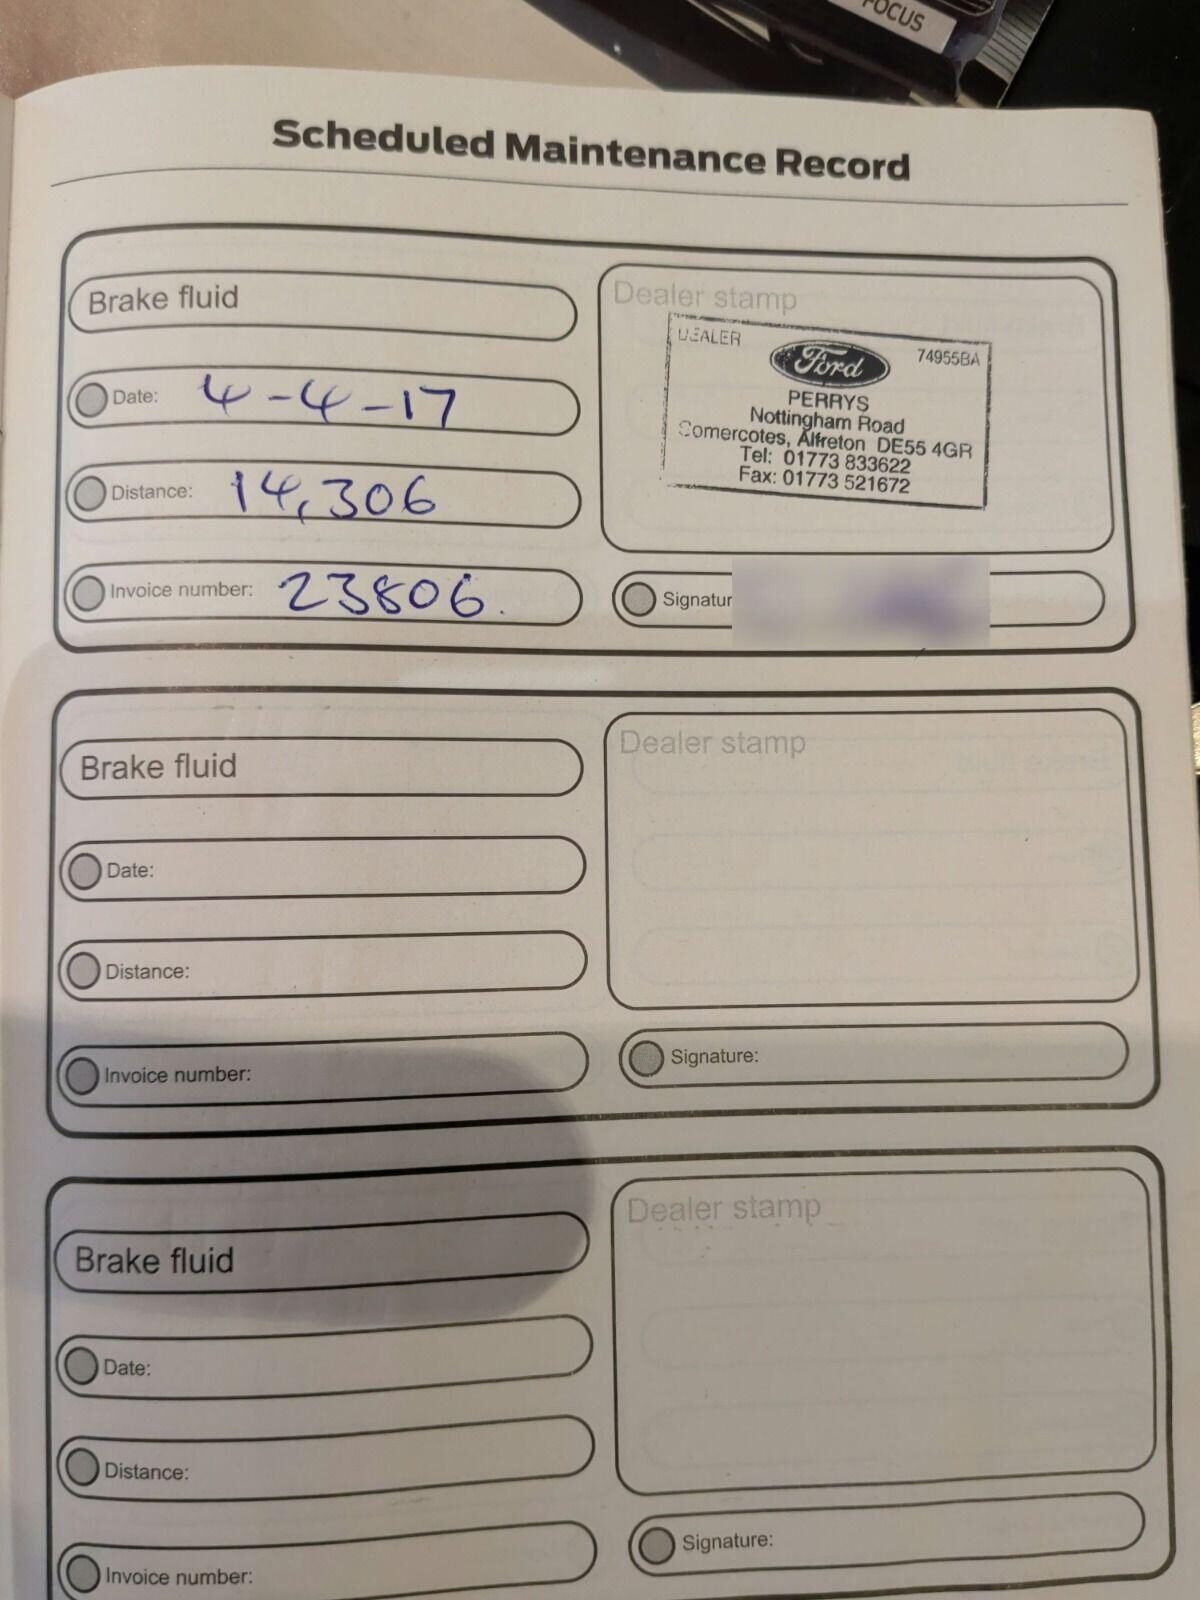 FOCUS
Scheduled Maintenance Record
Brake fluid
Date: 4-4-17
Distance: 14,306
Invoice number: 23806.
Dealer stamp
DEALER
Ford
74955BA
PERRYS
Nottingham Road
Somercotes, Alfreton DE55 4GR
Tel: 01773 833622
Fax: 01773 521672
Signatur
Brake fluid
Date:
Distance:
Invoice number:
Dealer stamp
Signature:
Brake fluid
Date:
Distance:
Invoice number:
Dealer stamp
Signature: